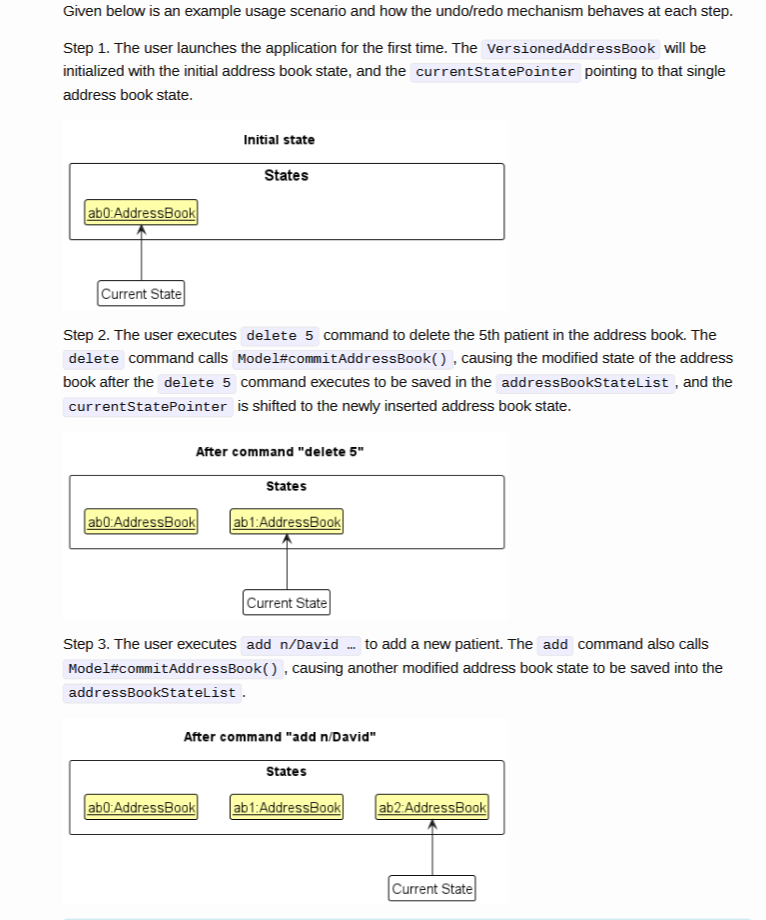 Given below is an example usage scenario and how the undo/redo mechanism behaves at each step.
Step 1. The user launches the application for the first time. The VersionedAddressBook will be
initialized with the initial address book state, and the currentStatePointer pointing to that single
address book state.
Initial state
States
ab0:AddressBook
Current State
Step 2. The user executes delete 5 command to delete the 5th patient in the address book. The
delete command calls Model#commitAddressBook() , causing the modified state of the address
book after the delete 5 command executes to be saved in the addressBookStateList , and the
currentStatePointer is shifted to the newly inserted address book state.
After command "delete 5"
States
ab0:AddressBook ab1:AddressBook
Current State
Step 3. The user executes add n/David … to add a new patient. The add command also calls
Model#commitAddressBook() , causing another modified address book state to be saved into the
addressBookStateList .
After command "add n/David"
States
ab0:AddressBook ab1:AddressBook ab2:AddressBook
Current State